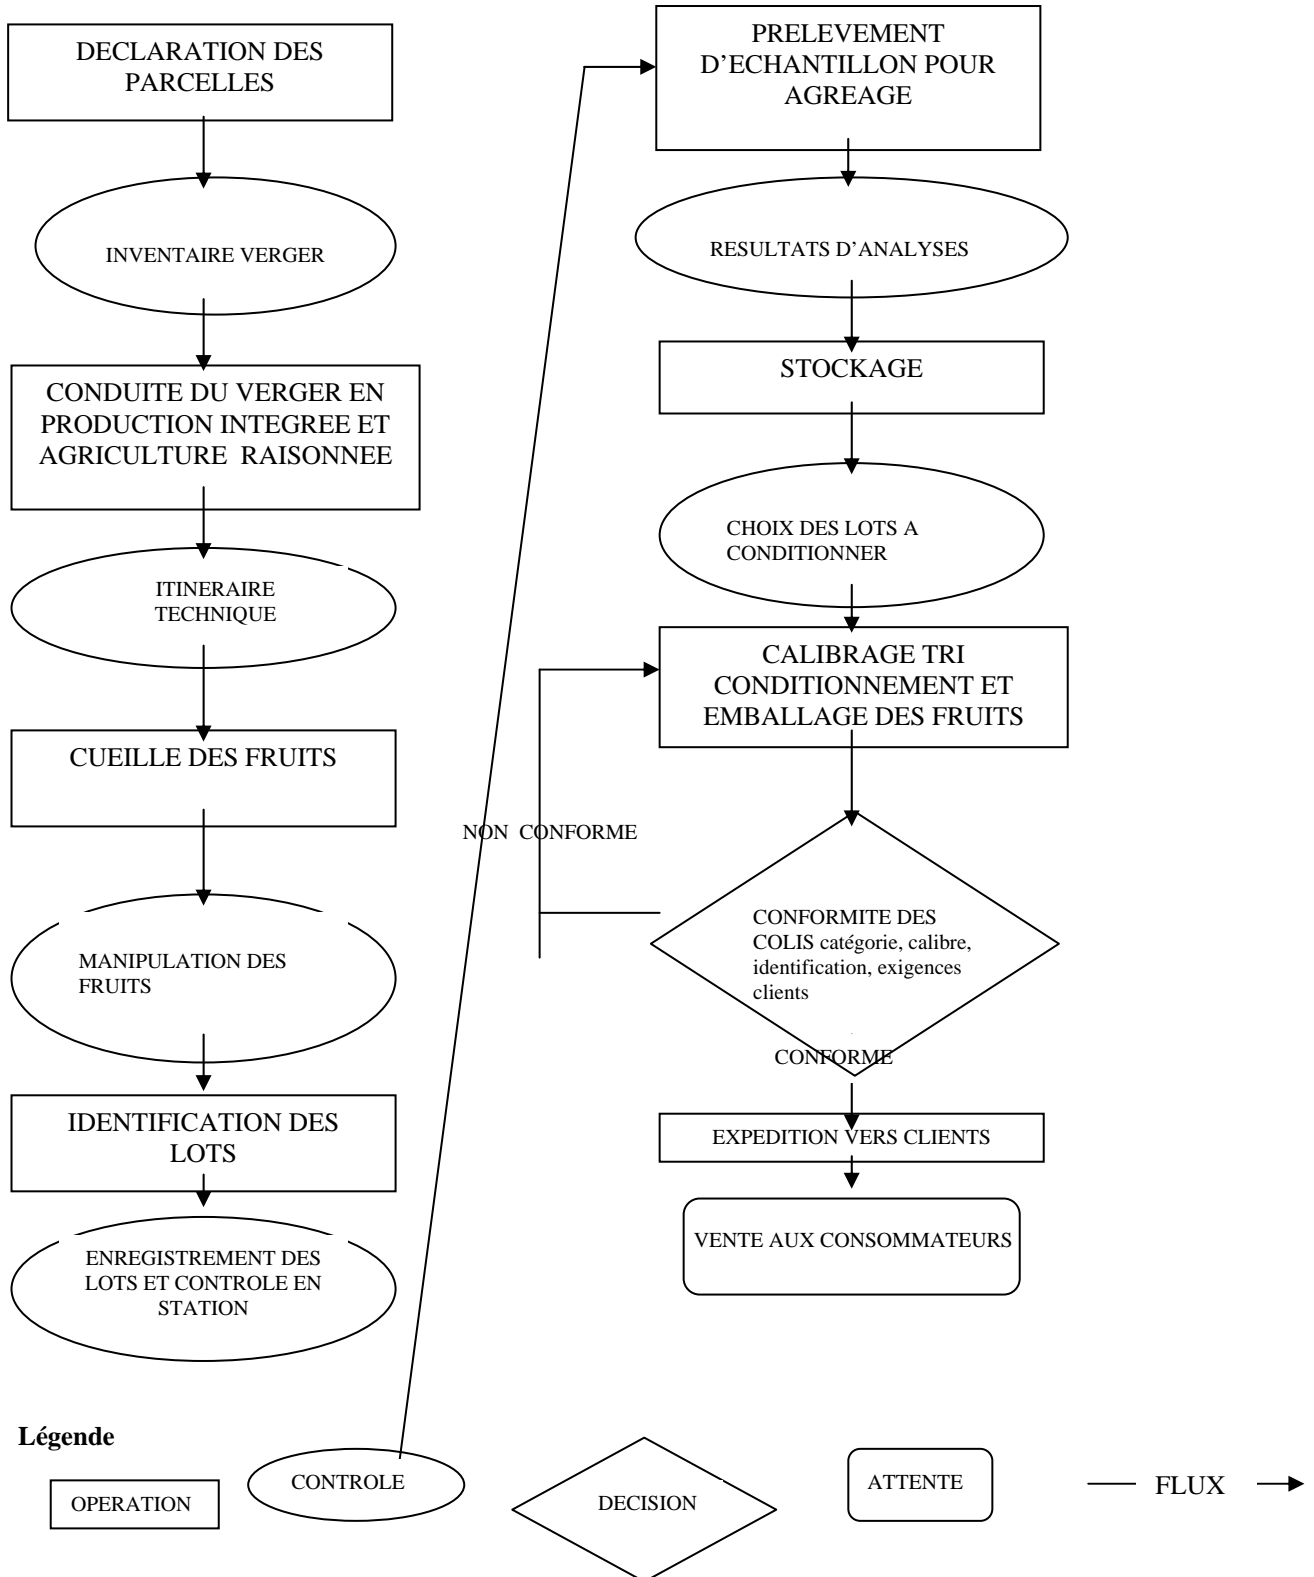 DECLARATION DES
PARCELLES
INVENTAIRE VERGER
CONDUITE DU VERGER EN
PRODUCTION INTEGREE ET
AGRICULTURE RAISONNEE
ITINERAIRE
TECHNIQUE
CUEILLE DES FRUITS
MANIPULATION DES
FRUITS
IDENTIFICATION DES
LOTS
ENREGISTREMENT DES
LOTS ET CONTROLE EN
STATION
PRELEVEMENT
D’ECHANTILLON POUR
AGREAGE
RESULTATS D’ANALYSES
STOCKAGE
CHOIX DES LOTS A
CONDITIONNER
CALIBRAGE TRI
CONDITIONNEMENT ET
EMBALLAGE DES FRUITS
NON CONFORME
CONFORMITE DES
COLIS catégorie, calibre,
identification, exigences
clients
CONFORME
EXPEDITION VERS CLIENTS
VENTE AUX CONSOMMATEURS
Légende
OPERATION
CONTROLE
DECISION
ATTENTE
FLUX